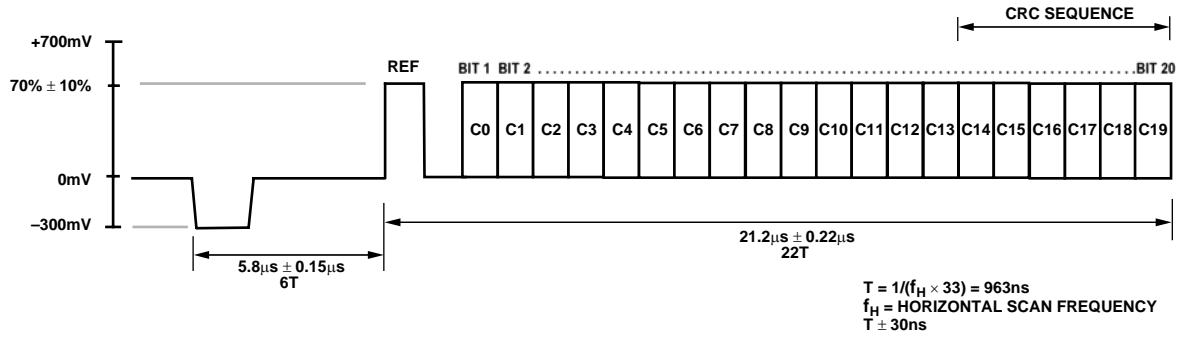 CRC SEQUENCE
+700mV
REF
BIT 1 BIT 2 ........................................................................ BIT 20
70% ± 10%
C0 C1 C2 C3 C4 C5 C6 C7 C8 C9 C10 C11 C12 C13 C14 C15 C16 C17 C18 C19
0mV
–300mV
21.2µs ± 0.22µs
22T
5.8µs ± 0.15µs
6T
T = 1/(fH × 33) = 963ns
fH = HORIZONTAL SCAN FREQUENCY
T ± 30ns